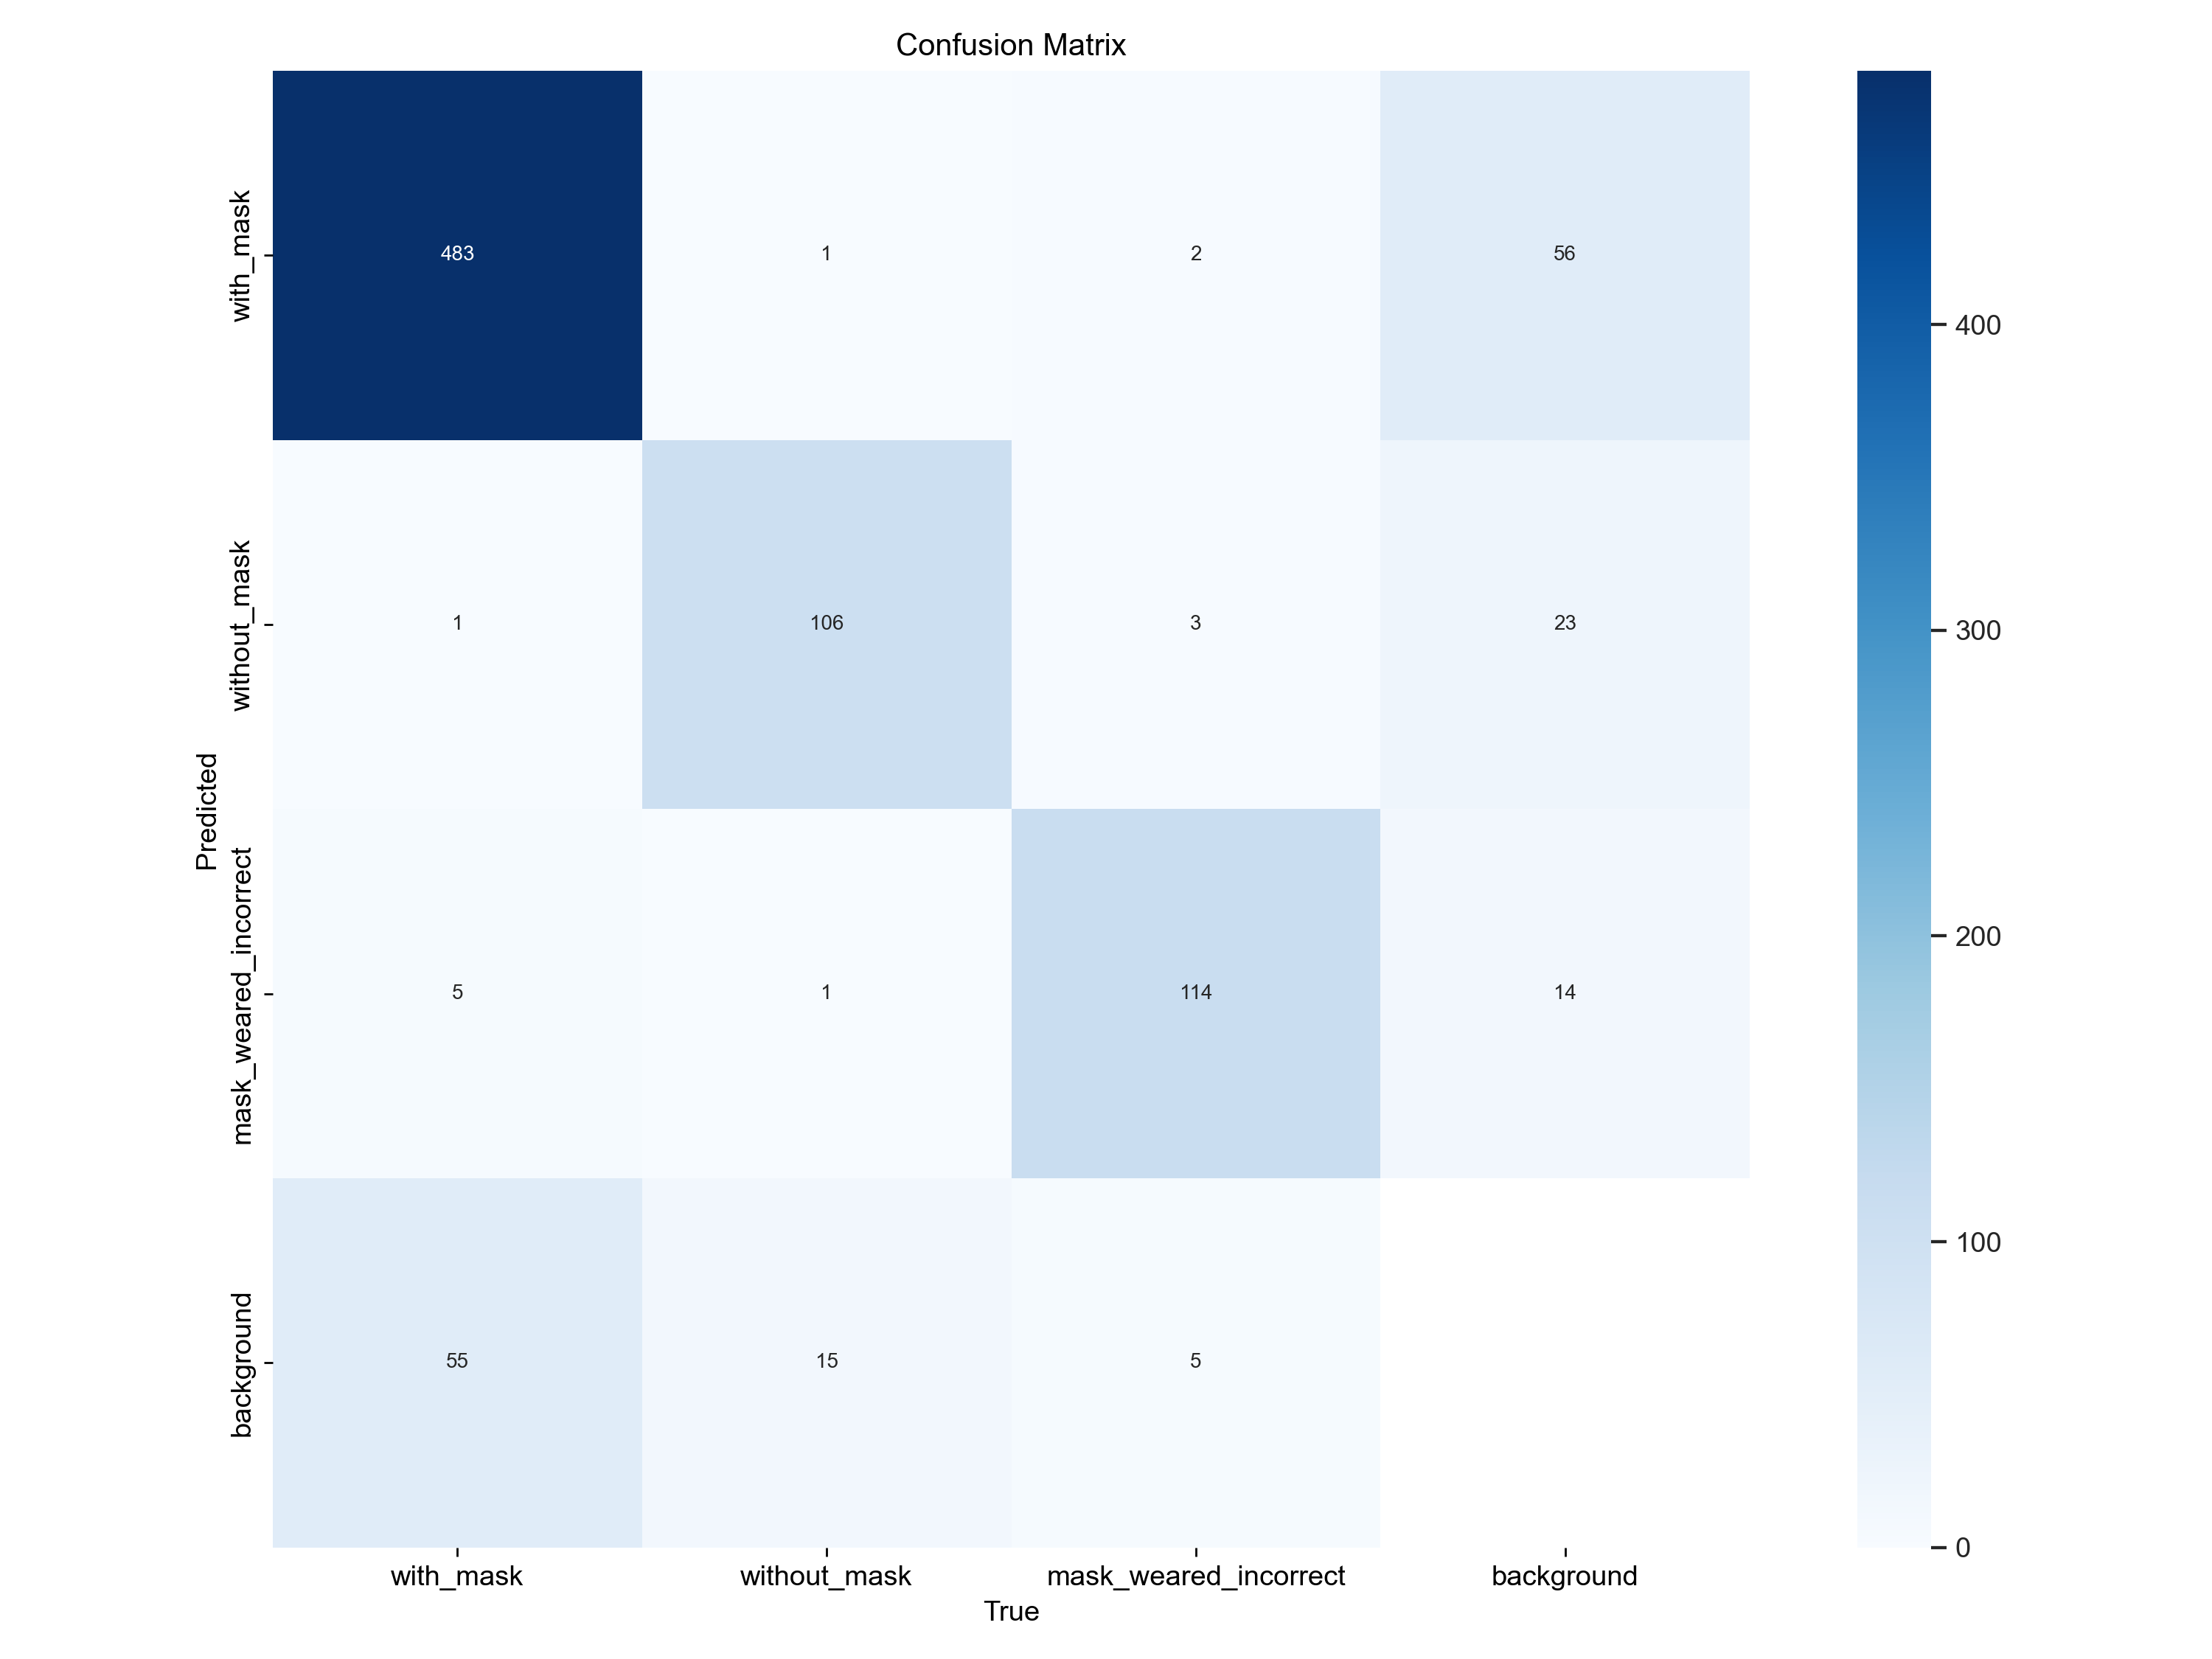 Confusion Matrix
with_mask
483 1 2 56
without_mask
1 106 3 23
mask_weared_incorrect
5 1 114 14
background
55 15 5
Predicted
with_mask without_mask mask_weared_incorrect background
True
400
300
200
100
0